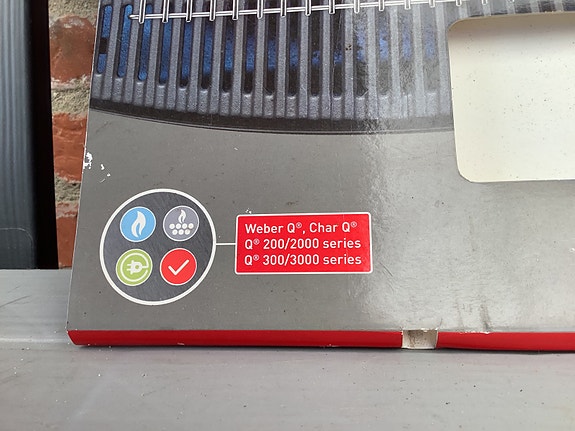 Weber Q®, Char Q®
Q® 200/2000 series
Q® 300/3000 series